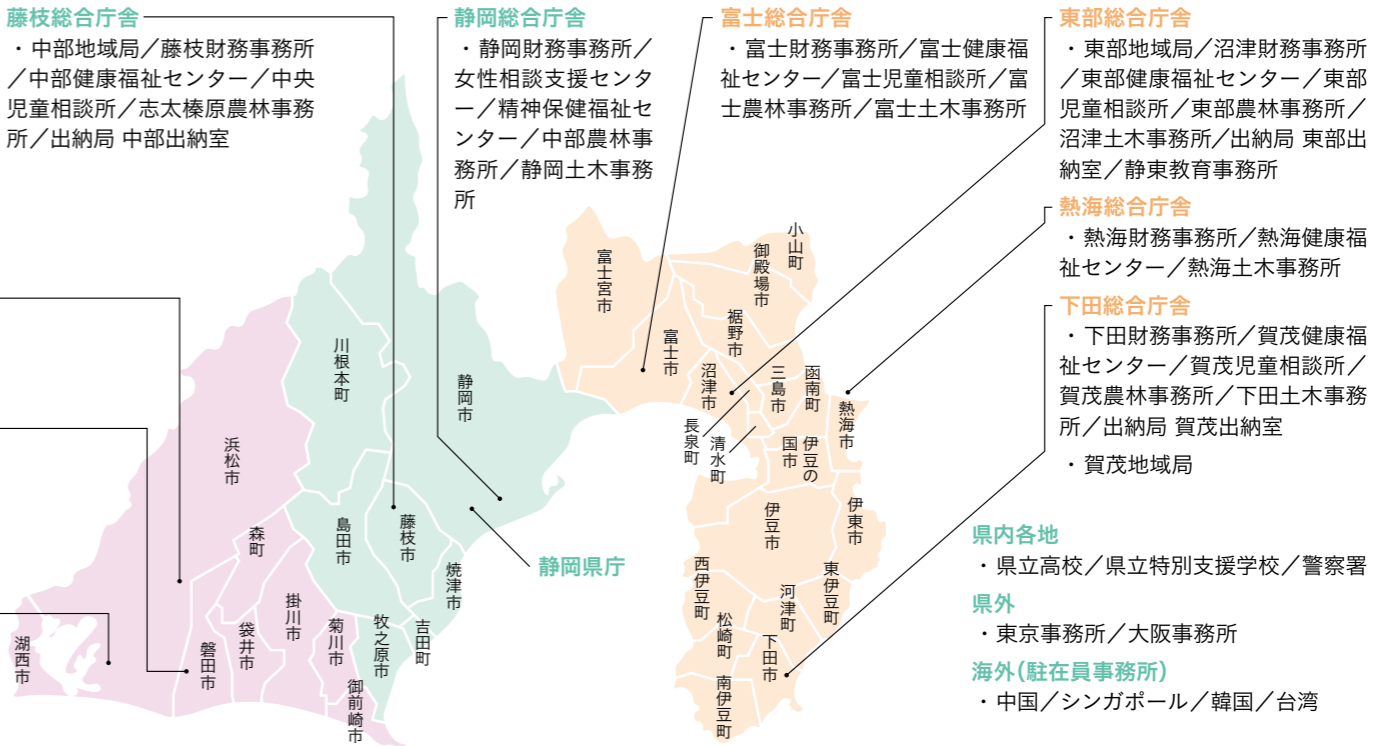 藤枝総合庁舎
・中部地域局／藤枝財務事務所
／中部健康福祉センター／中央
児童相談所／志太榛原農林事務
所／出納局 中部出納室
静岡総合庁舎
・静岡財務事務所／
女性相談支援センタ
ー／精神保健福祉セ
ンター／中部農林事
務所／静岡土木事務
所
富士総合庁舎
・富士財務事務所／富士健康福
祉センター／富士児童相談所／富
士農林事務所／富士土木事務所
東部総合庁舎
・東部地域局／沼津財務事務所
／東部健康福祉センター／東部
児童相談所／東部農林事務所／
沼津土木事務所／出納局 東部出
納室／静東教育事務所
熱海総合庁舎
・熱海財務事務所／熱海健康福
祉センター／熱海土木事務所
下田総合庁舎
・下田財務事務所／賀茂健康福
祉センター／賀茂児童相談所／
賀茂農林事務所／下田土木事務
所／出納局 賀茂出納室
・賀茂地域局
県内各地
・県立高校／県立特別支援学校／警察署
県外
・東京事務所／大阪事務所
海外(駐在員事務所)
・中国／シンガポール／韓国／台湾
静岡県庁
小山町
御殿場市
富士宮市
裾野市
富士市
沼津市
三島市
函南町
熱海市
長泉町
清水町
伊豆の
国市
伊豆市
伊東市
西伊豆町
東伊豆町
河津町
松崎町
下田市
南伊豆町
川根本町
静岡市
浜松市
森町
島田市
藤枝市
焼津市
掛川市
菊川市
牧之原市
吉田町
湖西市
磐田市
袋井市
御前崎市